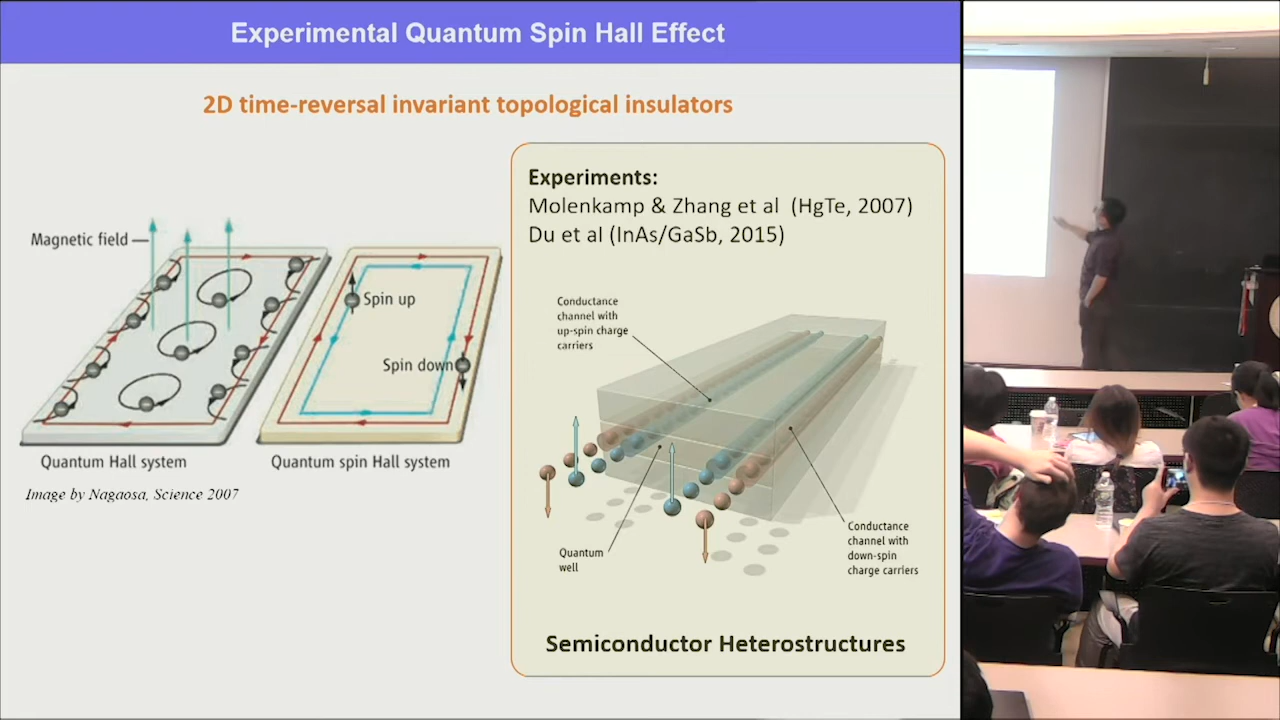 Experimental Quantum Spin Hall Effect
2D time-reversal invariant topological insulators
Magnetic field
Spin up
Spin down
Quantum Hall system
Quantum spin Hall system
Image by Nagaosa, Science 2007
Experiments:
Molenkamp & Zhang et al (HgTe, 2007)
Du et al (InAs/GaSb, 2015)
Conductance
channel with
up-spin charge
carriers
Quantum
well
Conductance
channel with
down-spin
charge carriers
Semiconductor Heterostructures